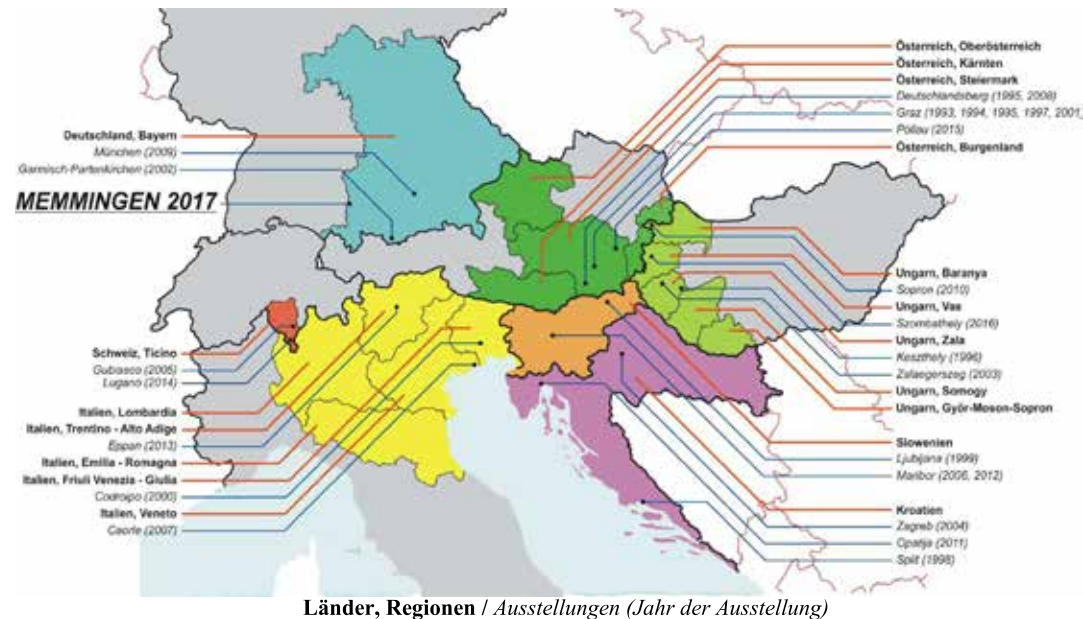 Deutschland, Bayern
München (2009)
Garmisch-Partenkirchen (2002)
MEMMINGEN 2017
Schweiz, Ticino
Gubiasco (2005)
Lugano (2014)
Italien, Lombardia
Italien, Trentino - Alto Adige
Eppan (2013)
Italien, Emilia - Romagna
Italien, Friuli Venezia - Giulia
Codroipo (2000)
Italien, Veneto
Caorle (2007)
Österreich, Oberösterreich
Österreich, Kärnten
Österreich, Steiermark
Deutschlandsberg (1995, 2008)
Graz (1993, 1994, 1995, 1997, 2001)
Pöllau (2015)
Österreich, Burgenland
Ungarn, Baranya
Sopron (2010)
Ungarn, Vas
Szombathely (2016)
Ungarn, Zala
Keszthely (1996)
Zalaegerszeg (2003)
Ungarn, Somogy
Ungarn, Györ-Moson-Sopron
Slowenien
Ljubljana (1999)
Maribor (2006, 2012)
Kroatien
Zagreb (2004)
Opatija (2011)
Split (1998)
Länder, Regionen / Ausstellungen (Jahr der Ausstellung)